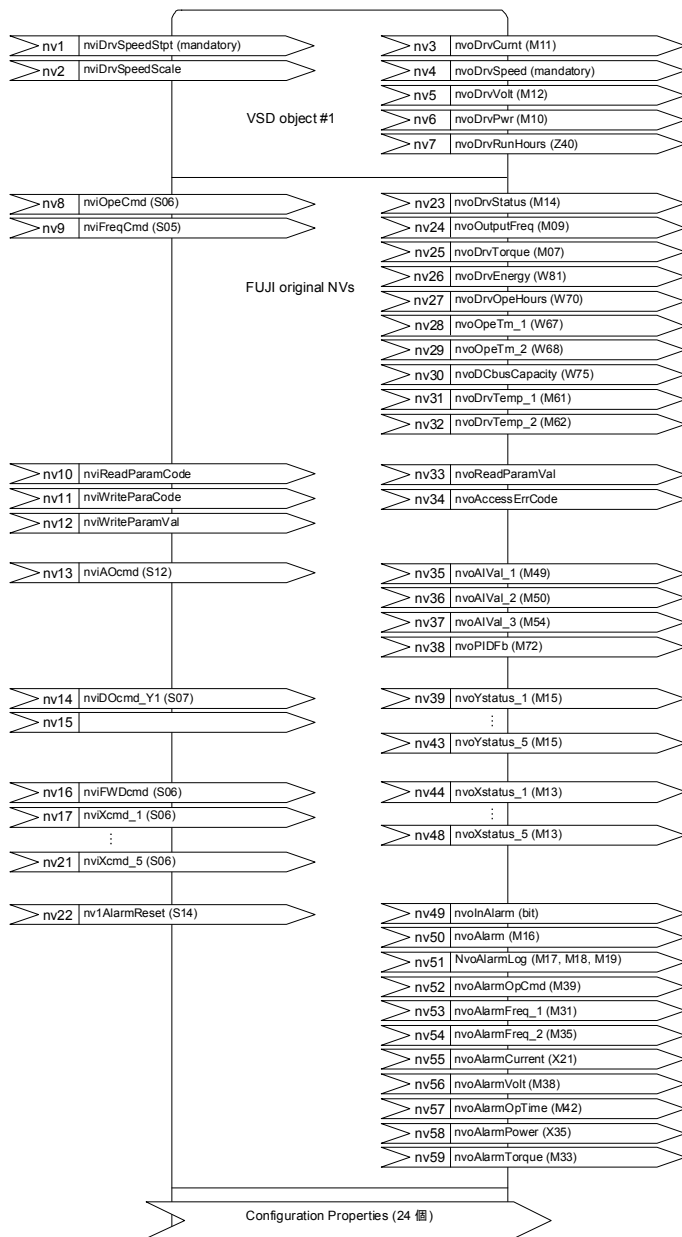 nv1 nviDrvSpeedStpt (mandatory)
nv2 nviDrvSpeedScale
nv3 nvoDrvCurnt (M11)
nv4 nvoDrvSpeed (mandatory)
nv5 nvoDrvVolt (M12)
nv6 nvoDrvPwr (M10)
nv7 nvoDrvRunHours (Z40)
VSD object #1
nv8 nviOpeCmd (S06)
nv9 nviFreqCmd (S05)
nv23 nvoDrvStatus (M14)
nv24 nvoOutputFreq (M09)
nv25 nvoDrvTorque (M07)
nv26 nvoDrvEnergy (W81)
nv27 nvoDrvOpeHours (W70)
nv28 nvoOpeTm_1 (W67)
nv29 nvoOpeTm_2 (W68)
nv30 nvoDCbusCapacity (W75)
nv31 nvoDrvTemp_1 (M61)
nv32 nvoDrvTemp_2 (M62)
FUJI original NVs
nv10 nviReadParamCode
nv11 nviWriteParaCode
nv12 nviWriteParamVal
nv33 nvoReadParamVal
nv34 nvoAccessErrCode
nv13 nviAOcmd (S12)
nv35 nvoAIVal_1 (M49)
nv36 nvoAIVal_2 (M50)
nv37 nvoAIVal_3 (M54)
nv38 nvoPIDFb (M72)
nv14 nviDOcmd_Y1 (S07)
nv15
nv39 nvoYstatus_1 (M15)
⋮
nv43 nvoYstatus_5 (M15)
nv16 nviFWDcmd (S06)
nv17 nviXcmd_1 (S06)
⋮
nv21 nviXcmd_5 (S06)
nv44 nvoXstatus_1 (M13)
⋮
nv48 nvoXstatus_5 (M13)
nv22 nv1AlarmReset (S14)
nv49 nvoInAlarm (bit)
nv50 nvoAlarm (M16)
nv51 NvoAlarmLog (M17, M18, M19)
nv52 nvoAlarmOpCmd (M39)
nv53 nvoAlarmFreq_1 (M31)
nv54 nvoAlarmFreq_2 (M35)
nv55 nvoAlarmCurrent (X21)
nv56 nvoAlarmVolt (M38)
nv57 nvoAlarmOpTime (M42)
nv58 nvoAlarmPower (X35)
nv59 nvoAlarmTorque (M33)
Configuration Properties (24 個)